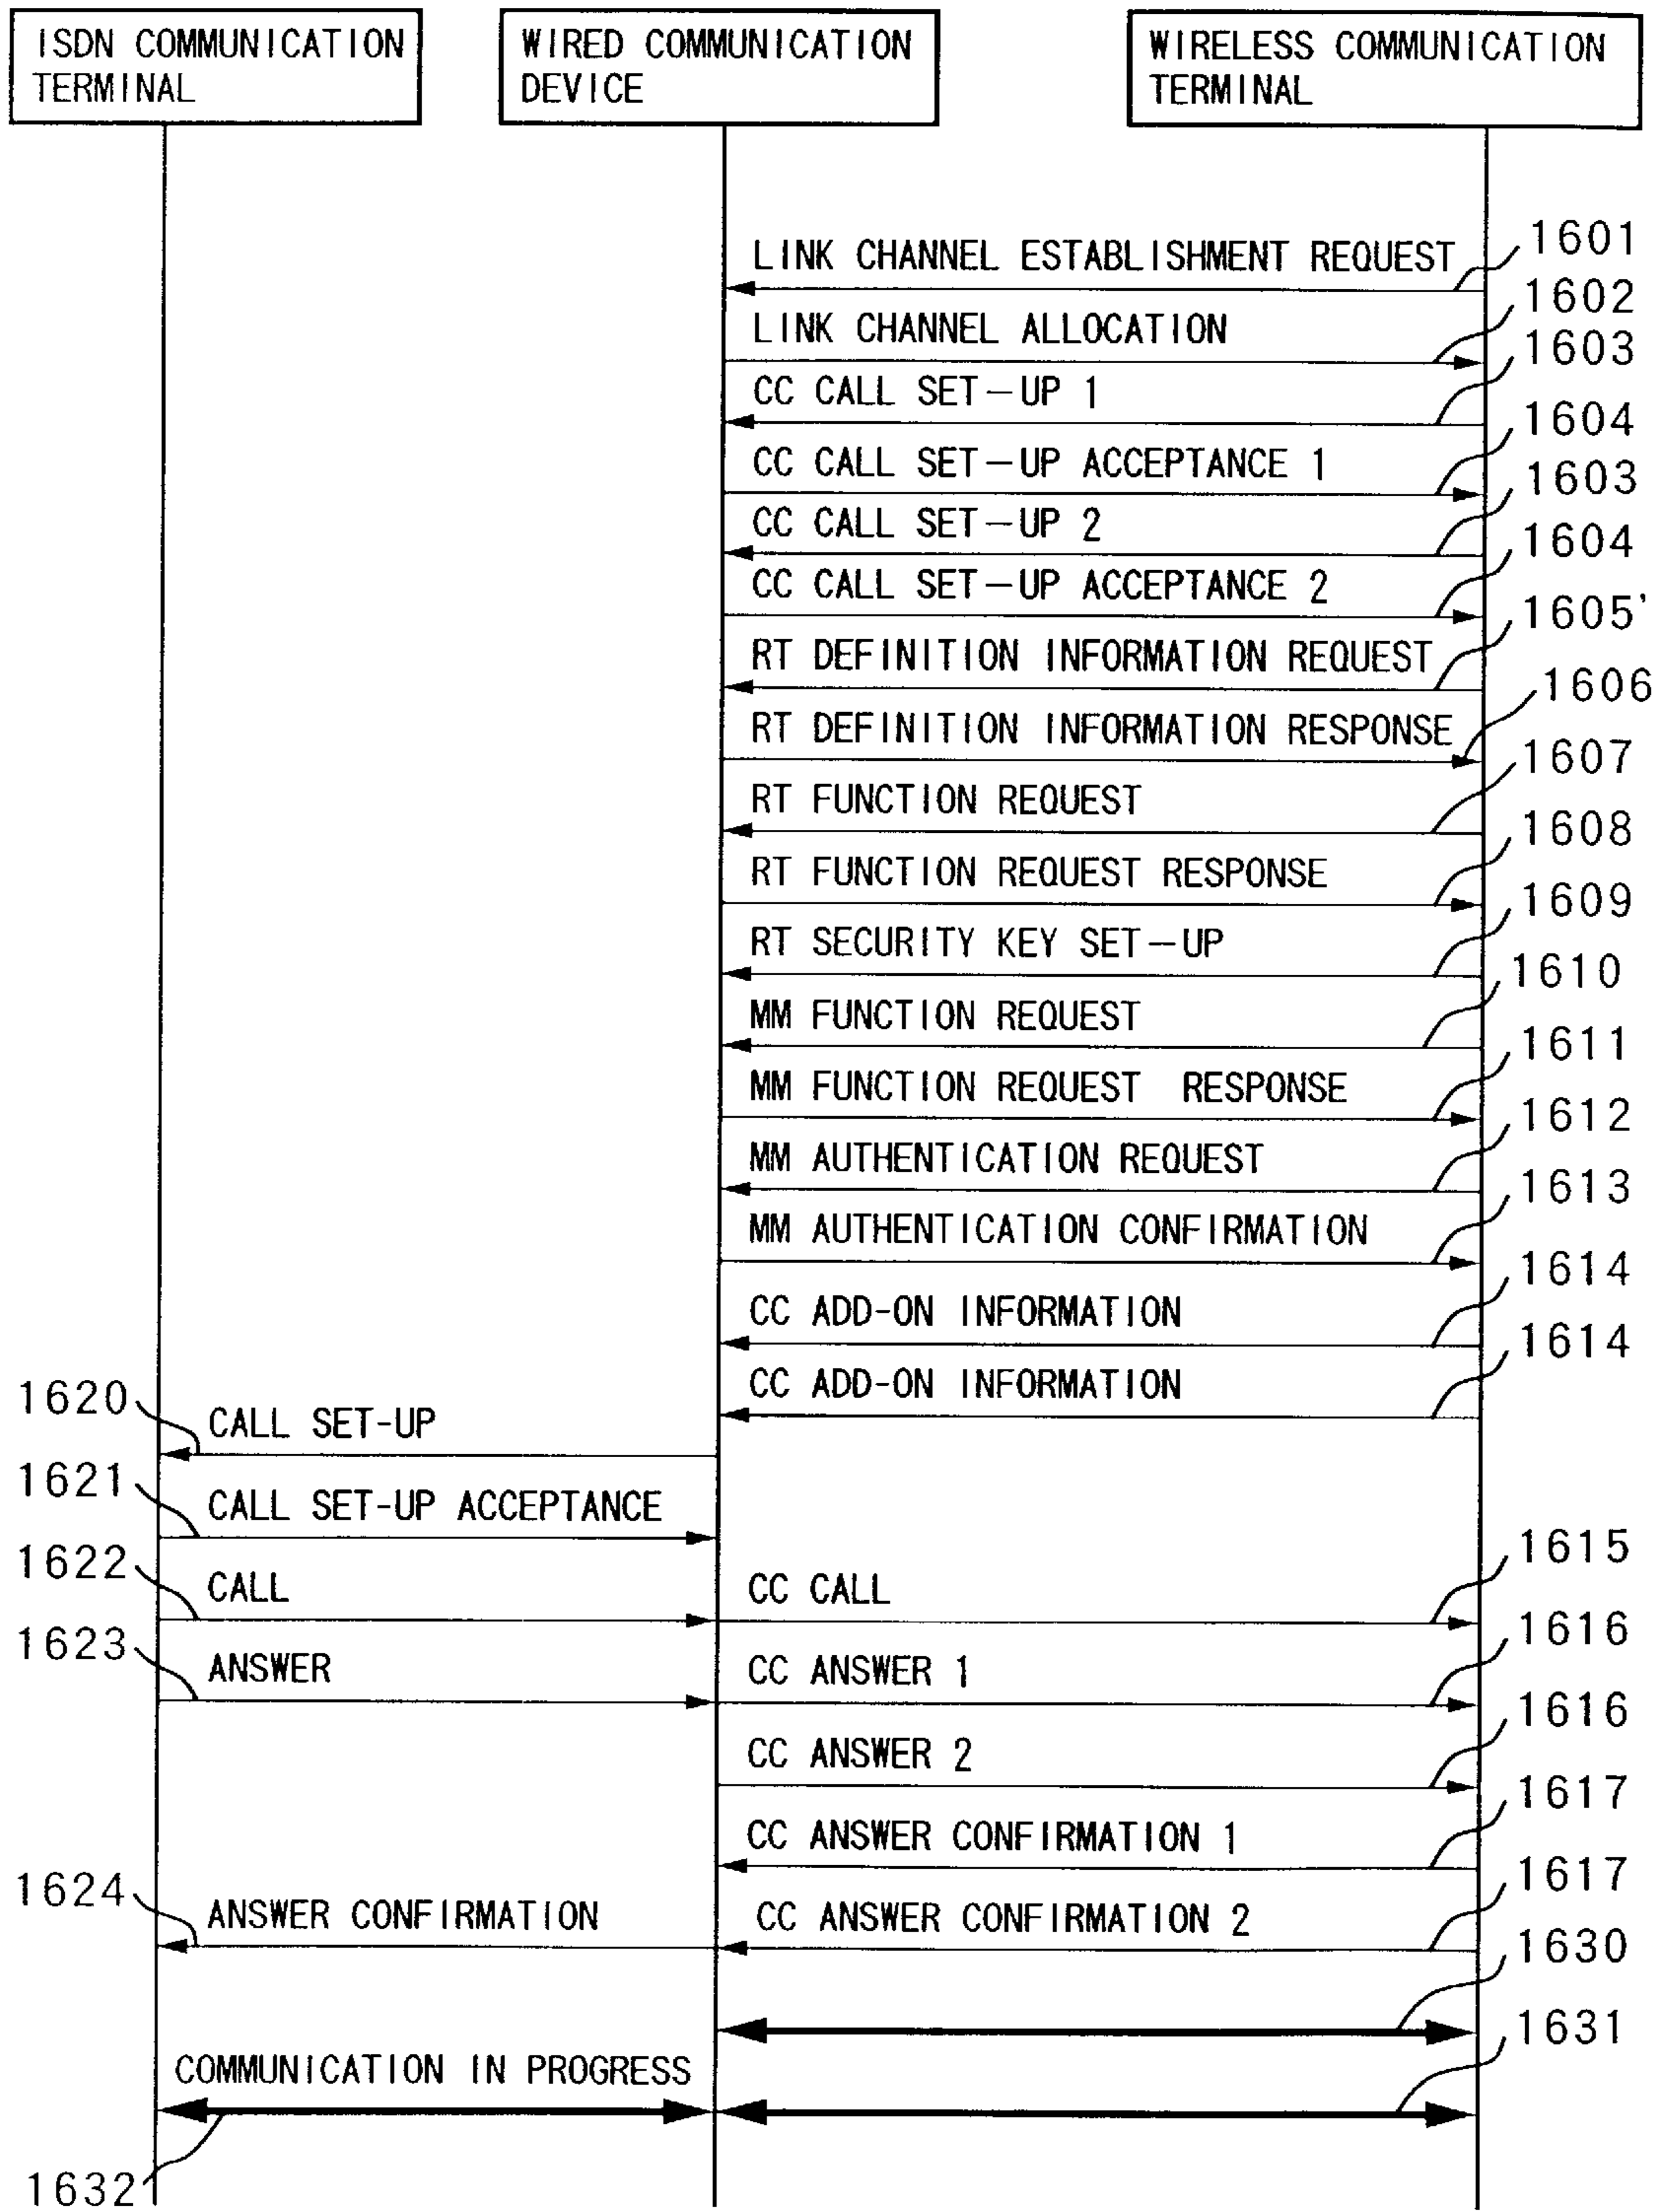 ISDN COMMUNICATION
TERMINAL
WIRED COMMUNICATION
DEVICE
WIRELESS COMMUNICATION
TERMINAL
LINK CHANNEL ESTABLISHMENT REQUEST
1601
LINK CHANNEL ALLOCATION
1602
CC CALL SET-UP 1
1603
CC CALL SET-UP ACCEPTANCE 1
1604
CC CALL SET-UP 2
1603
CC CALL SET-UP ACCEPTANCE 2
1604
RT DEFINITION INFORMATION REQUEST
1605'
RT DEFINITION INFORMATION RESPONSE
1606
RT FUNCTION REQUEST
1607
RT FUNCTION REQUEST RESPONSE
1608
RT SECURITY KEY SET-UP
1609
MM FUNCTION REQUEST
1610
MM FUNCTION REQUEST RESPONSE
1611
MM AUTHENTICATION REQUEST
1612
MM AUTHENTICATION CONFIRMATION
1613
CC ADD-ON INFORMATION
1614
CC ADD-ON INFORMATION
1614
1620
CALL SET-UP
1621
CALL SET-UP ACCEPTANCE
1622
CALL
CC CALL
1615
1623
ANSWER
CC ANSWER 1
1616
CC ANSWER 2
1616
CC ANSWER CONFIRMATION 1
1617
1624
ANSWER CONFIRMATION
CC ANSWER CONFIRMATION 2
1617
1630
COMMUNICATION IN PROGRESS
1631
1632